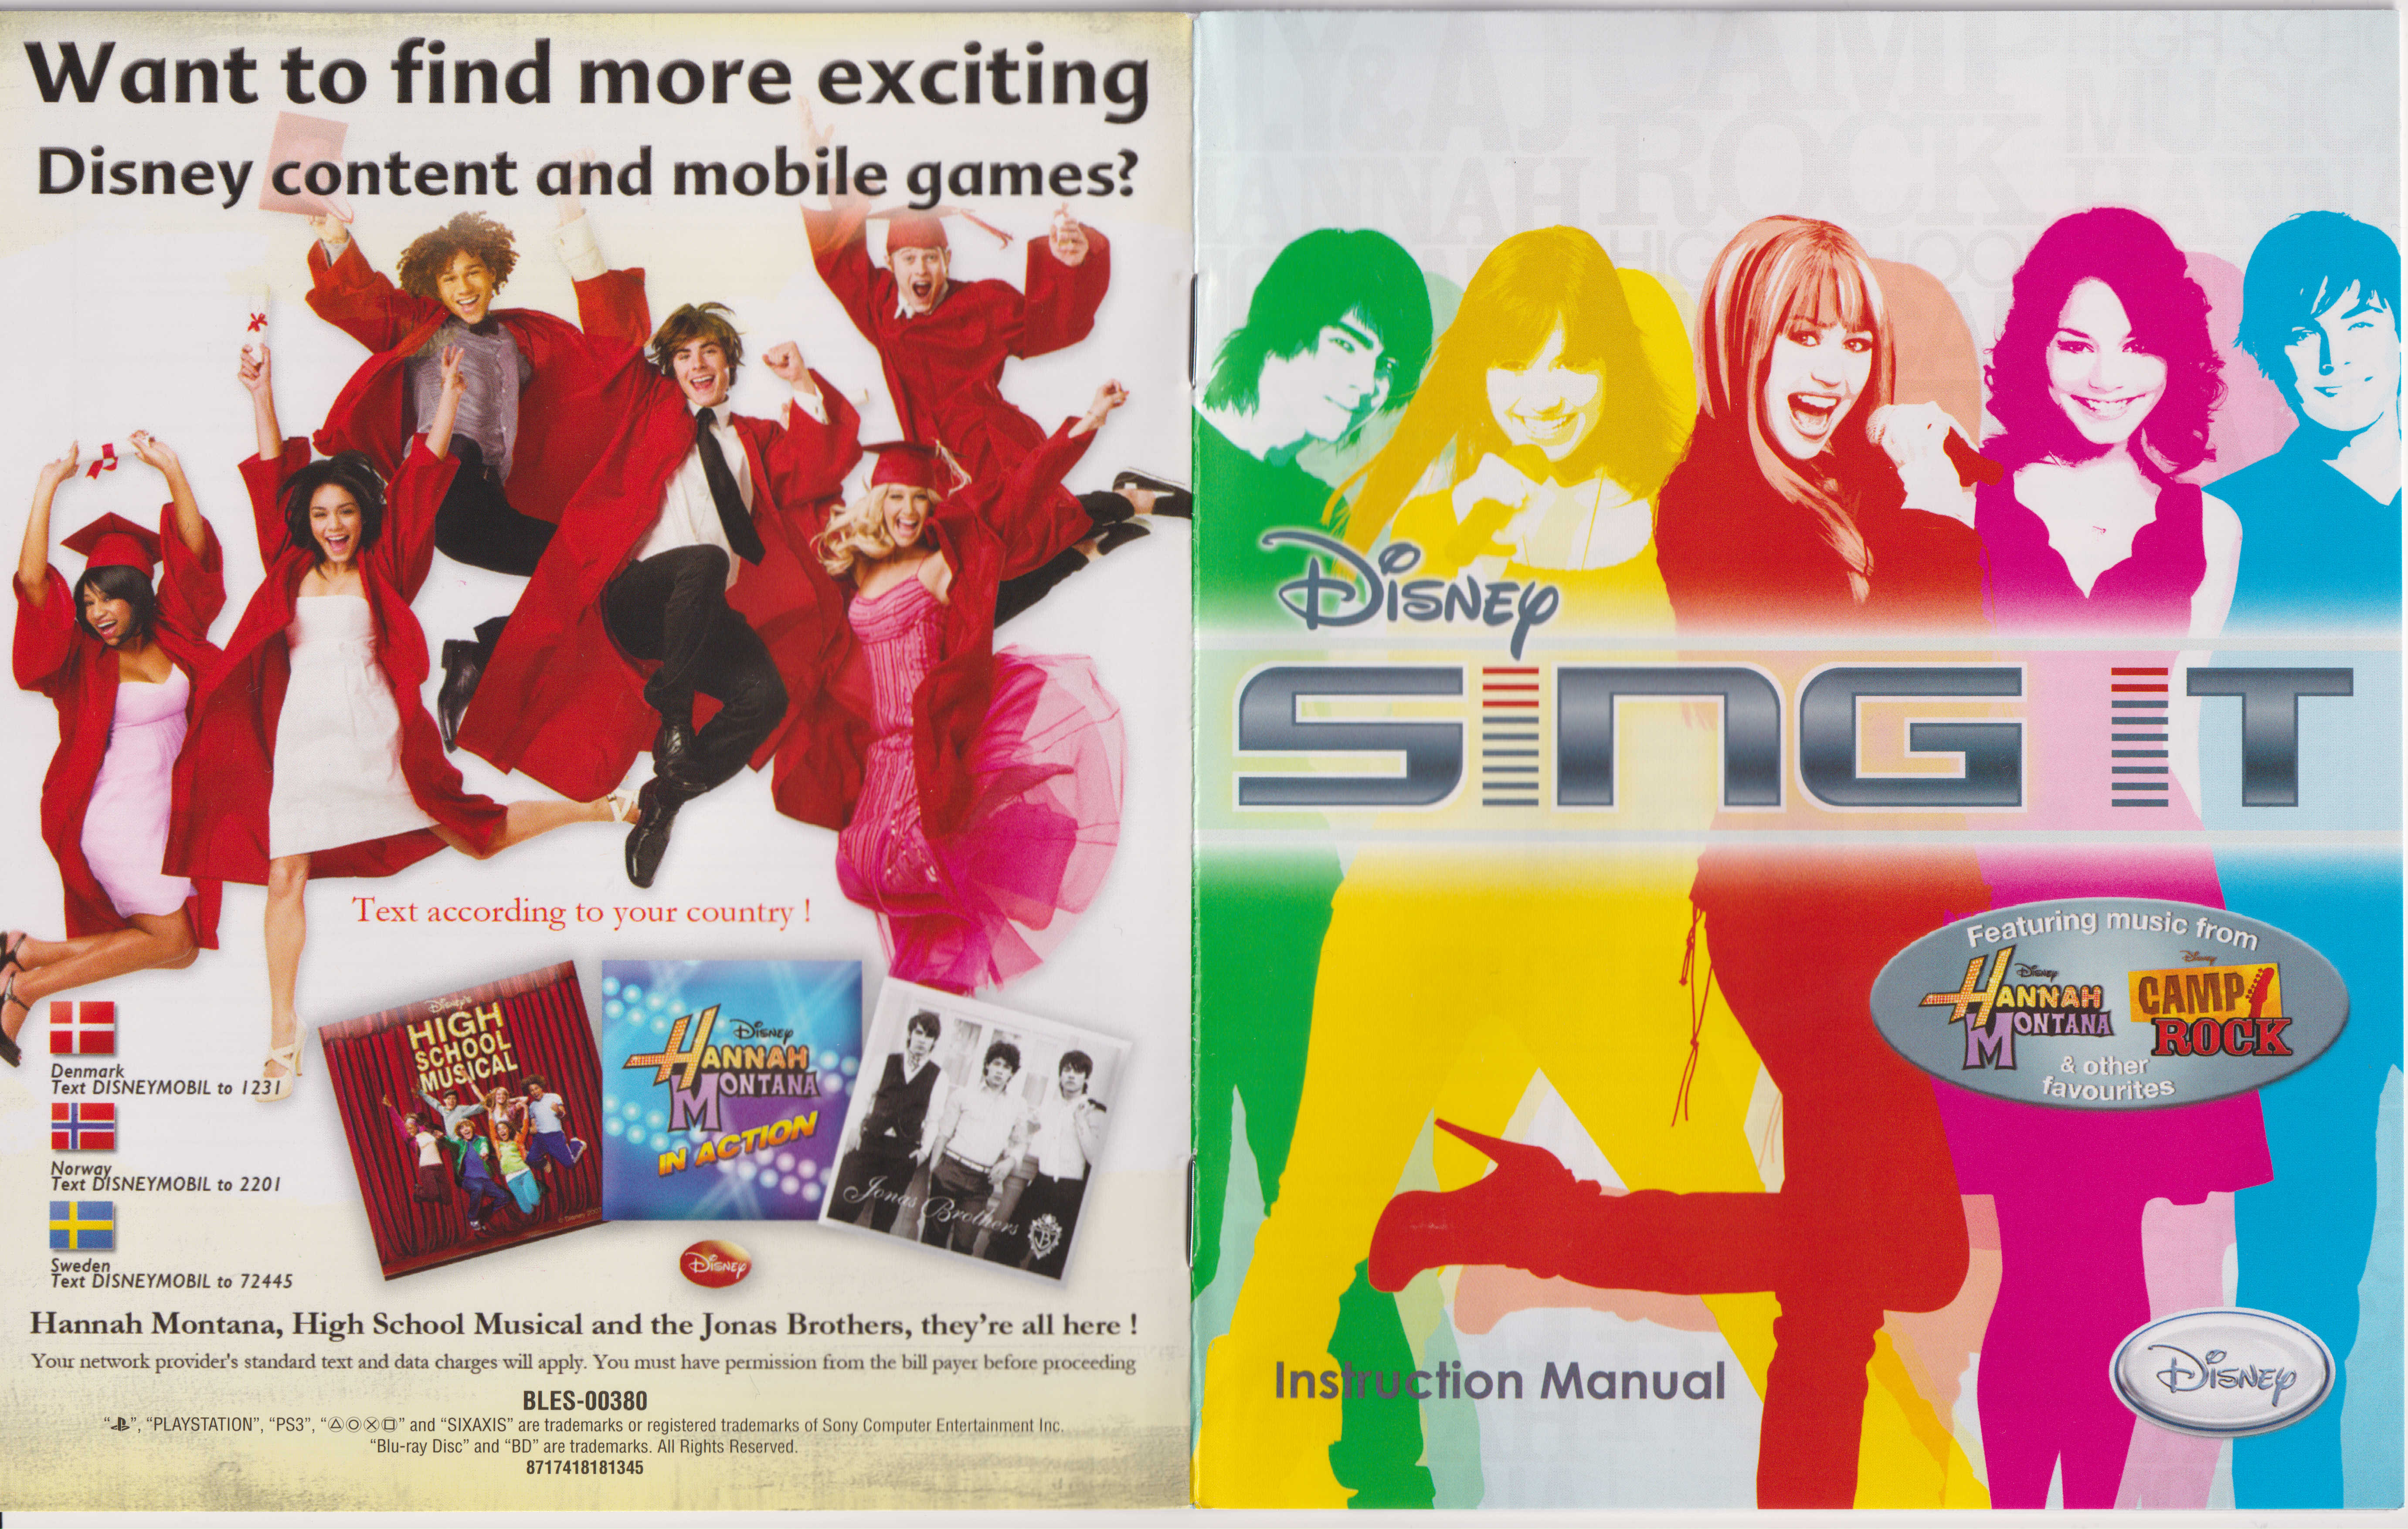 Want to find more exciting
Disney content and mobile games?
Text according to your country !
Denmark
Text DISNEYMOBIL to 1231
Norway
Text DISNEYMOBIL to 2201
Sweden
Text DISNEYMOBIL to 72445
Disney's
HIGH
SCHOOL
MUSICAL
Disney
HANNAH
MONTANA
IN ACTION
Jonas Brothers
Disney
Hannah Montana, High School Musical and the Jonas Brothers, they're all here !
Your network provider's standard text and data charges will apply. You must have permission from the bill payer before proceeding
BLES-00380
“”, “PLAYSTATION”, “PS3”, “△○×□” and “SIXAXIS” are trademarks or registered trademarks of Sony Computer Entertainment Inc.
“Blu-ray Disc” and “BD” are trademarks. All Rights Reserved.
8717418181345
CAMP
ROCK
HIGH SCHOOL
Disney
SING IT
Featuring music from
Disney
HANNAH
MONTANA
Disney
CAMP
ROCK
& other
favourites
Instruction Manual
Disney